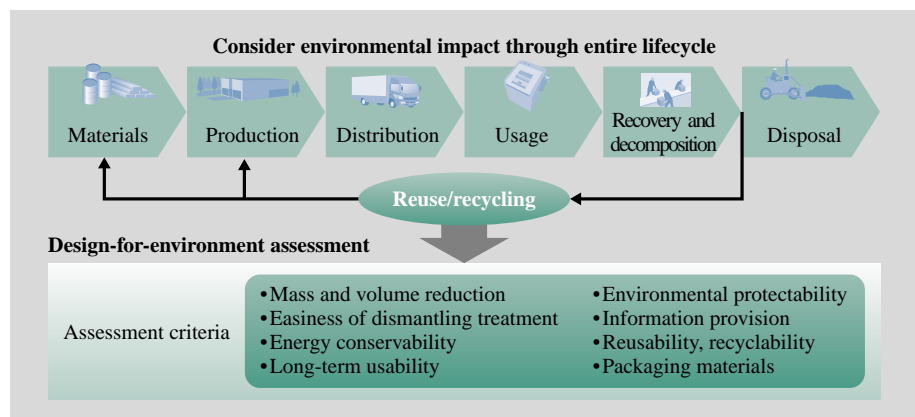 Consider environmental impact through entire lifecycle
Materials
Production
Distribution
Usage
Recovery and
decomposition
Disposal
Reuse/recycling
Design-for-environment assessment
Assessment criteria
•Mass and volume reduction
•Easiness of dismantling treatment
•Energy conservability
•Long-term usability
•Environmental protectability
•Information provision
•Reusability, recyclability
•Packaging materials